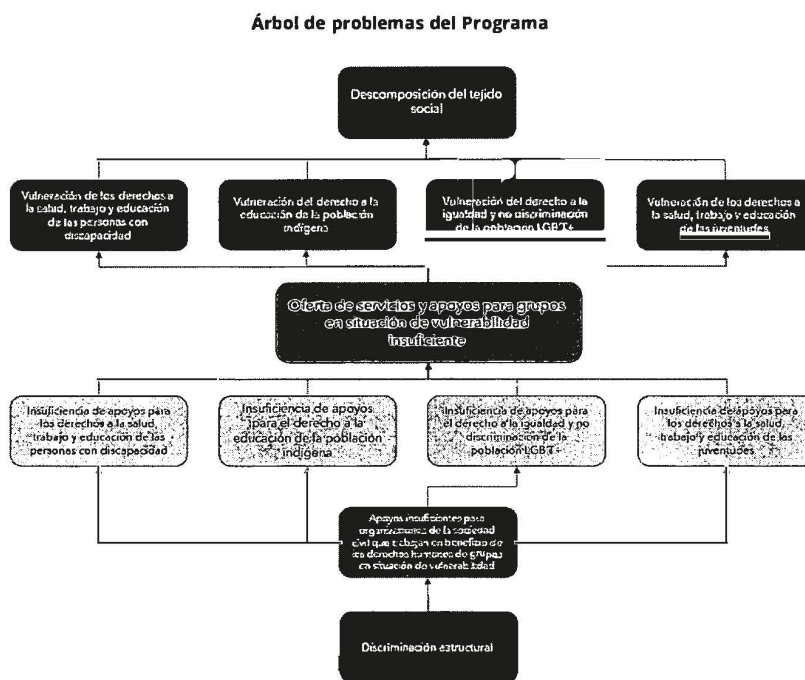 Árbol de problemas del Programa
Descomposición del tejido
social
Vulneración de los derechos a
la salud, trabajo y educación
de las personas con
discapacidad
Vulneración del derecho a la
educación de la población
indígena
Vulneración del derecho a la
igualdad y no discriminación
de la población LGBT+
Vulneración de los derechos a
la salud, trabajo y educación
de las juventudes
Oferta de servicios y apoyos para grupos
en situación de vulnerabilidad
insuficiente
Insuficiencia de apoyos para
los derechos a la salud,
trabajo y educación de las
personas con discapacidad
Insuficiencia de apoyos
para el derecho a la
educación de la población
indígena
Insuficiencia de apoyos para
el derecho a la igualdad y no
discriminación de la
población LGBT+
Insuficiencia de apoyos para
los derechos a la salud,
trabajo y educación de las
juventudes
Apoyos insuficientes para
organizaciones de la sociedad
civil que trabajan en beneficio de
los derechos humanos de grupos
en situación de vulnerabilidad
Discriminación estructural